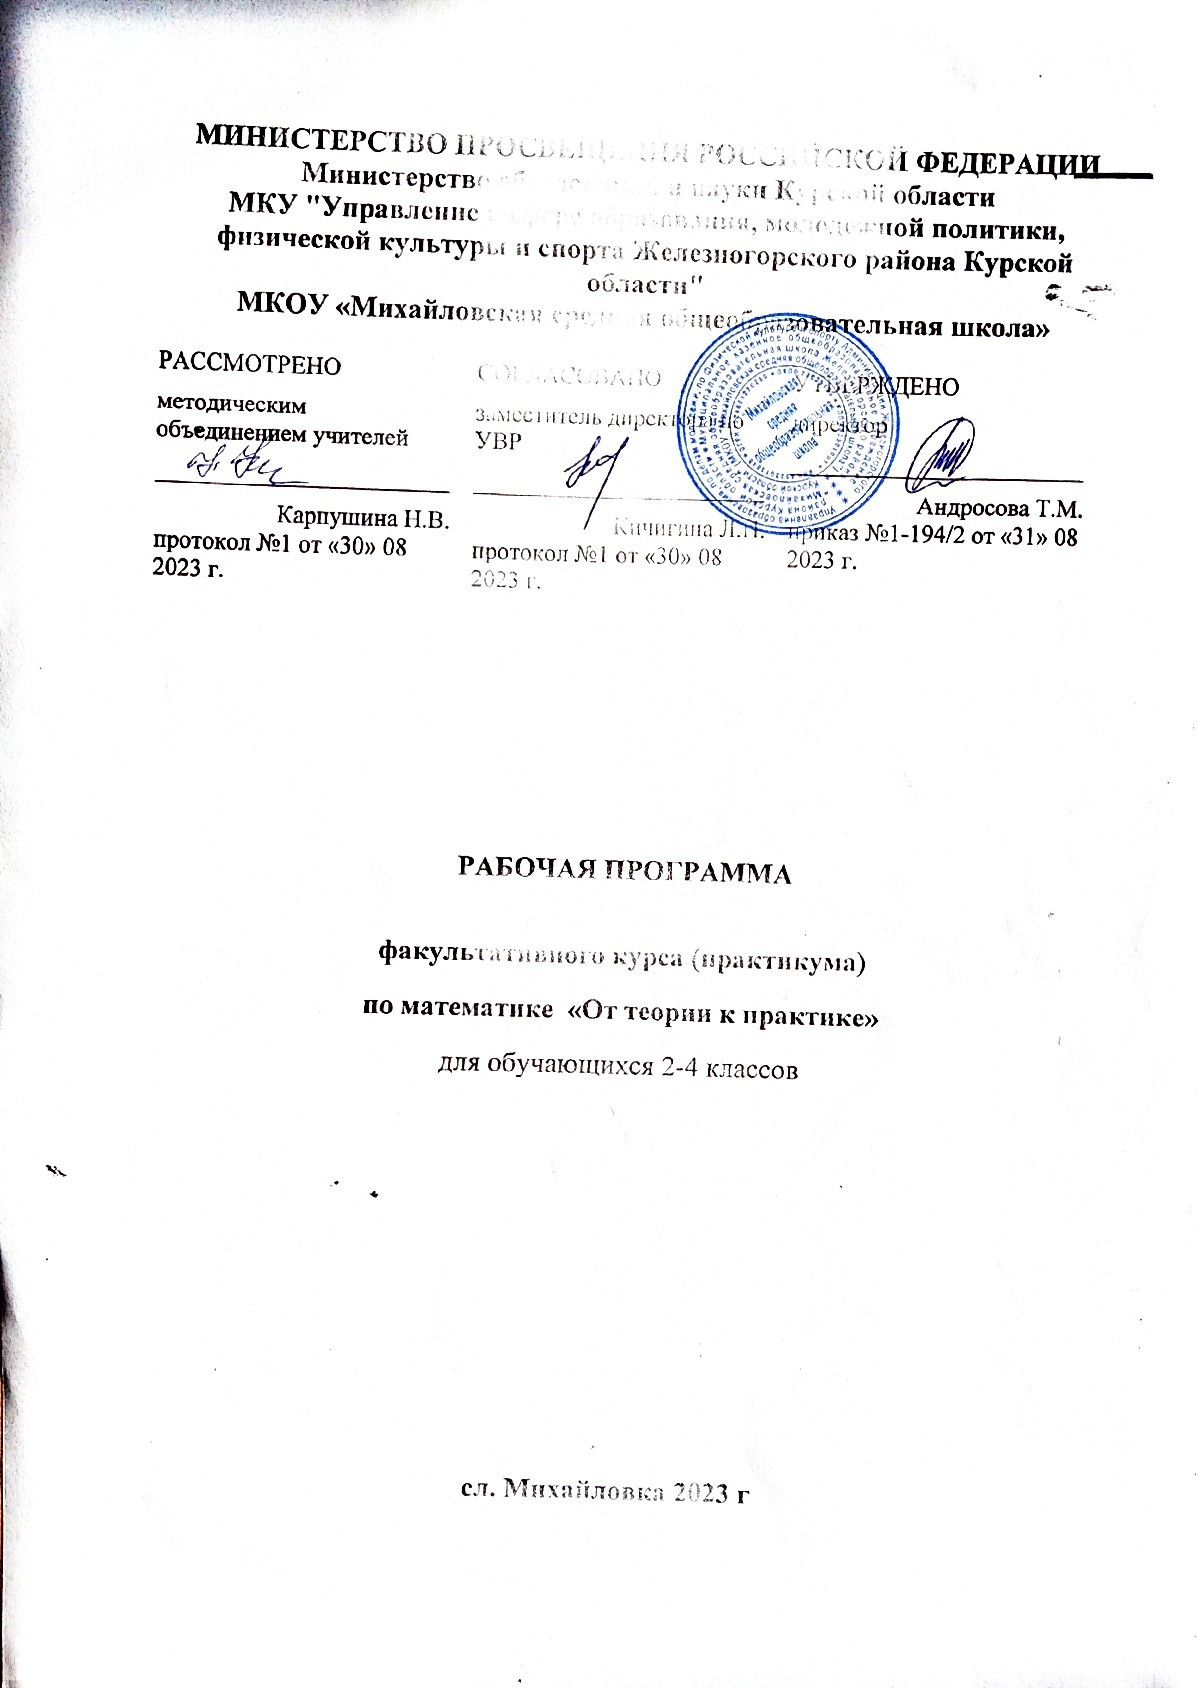 МИНИСТЕРСТВО ПРОСВЕЩЕНИЯ РОССИЙСКОЙ ФЕДЕРАЦИИ
Министерство образования и науки Курской области
МКУ "Управление в сфере образования, молодежной политики,
физической культуры и спорта Железногорского района Курской
области"
МКОУ «Михайловская средняя общеобразовательная школа»
РАССМОТРЕНО
методическим
объединением учителей
Карпушина Н.В.
протокол №1 от «30» 08
2023 г.
СОГЛАСОВАНО
заместитель директора по
УВР
Кичигина Л.Н.
протокол №1 от «30» 08
2023 г.
УТВЕРЖДЕНО
директор
Андросова Т.М.
приказ №1-194/2 от «31» 08
2023 г.
"Михайловская
средняя
общеобразовательная
школа"
РАБОЧАЯ ПРОГРАММА
факультативного курса (практикума)
по математике «От теории к практике»
для обучающихся 2-4 классов
сл. Михайловка 2023 г